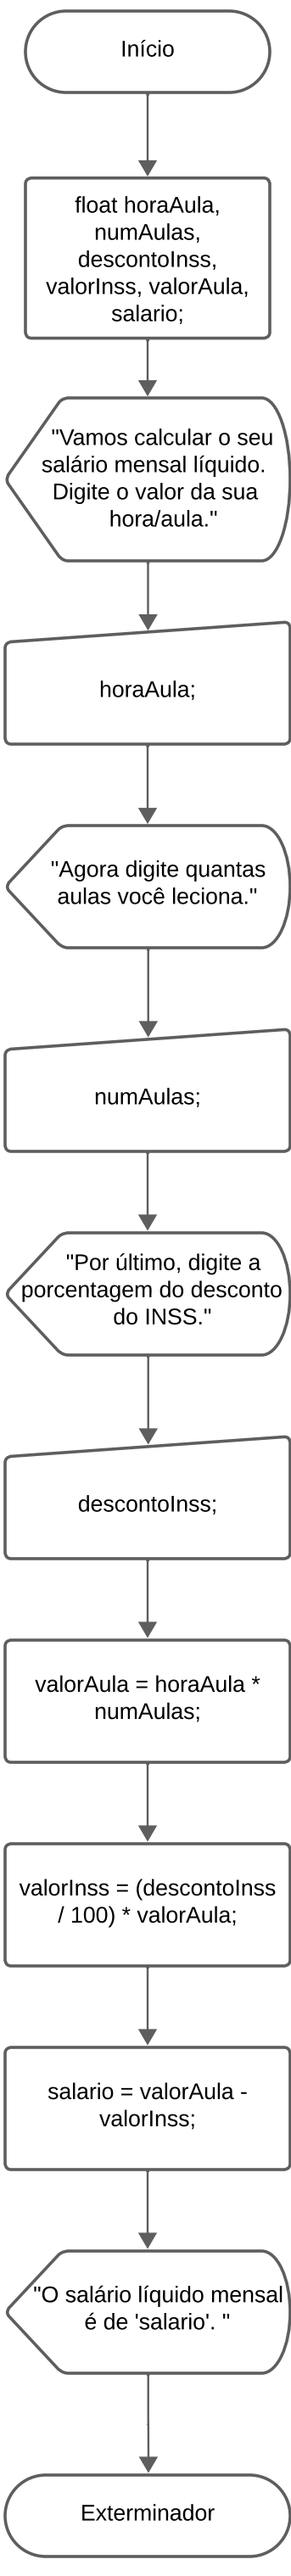 Início
float horaAula,
numAulas,
descontoInss,
valorInss, valorAula,
salario;
"Vamos calcular o seu
salário mensal líquido.
Digite o valor da sua
hora/aula."
horaAula;
"Agora digite quantas
aulas você leciona."
numAulas;
"Por último, digite a
porcentagem do desconto
do INSS."
descontoInss;
valorAula = horaAula *
numAulas;
valorInss = (descontoInss
/ 100) * valorAula;
salario = valorAula -
valorInss;
"O salário líquido mensal
é de 'salario'. "
Exterminador